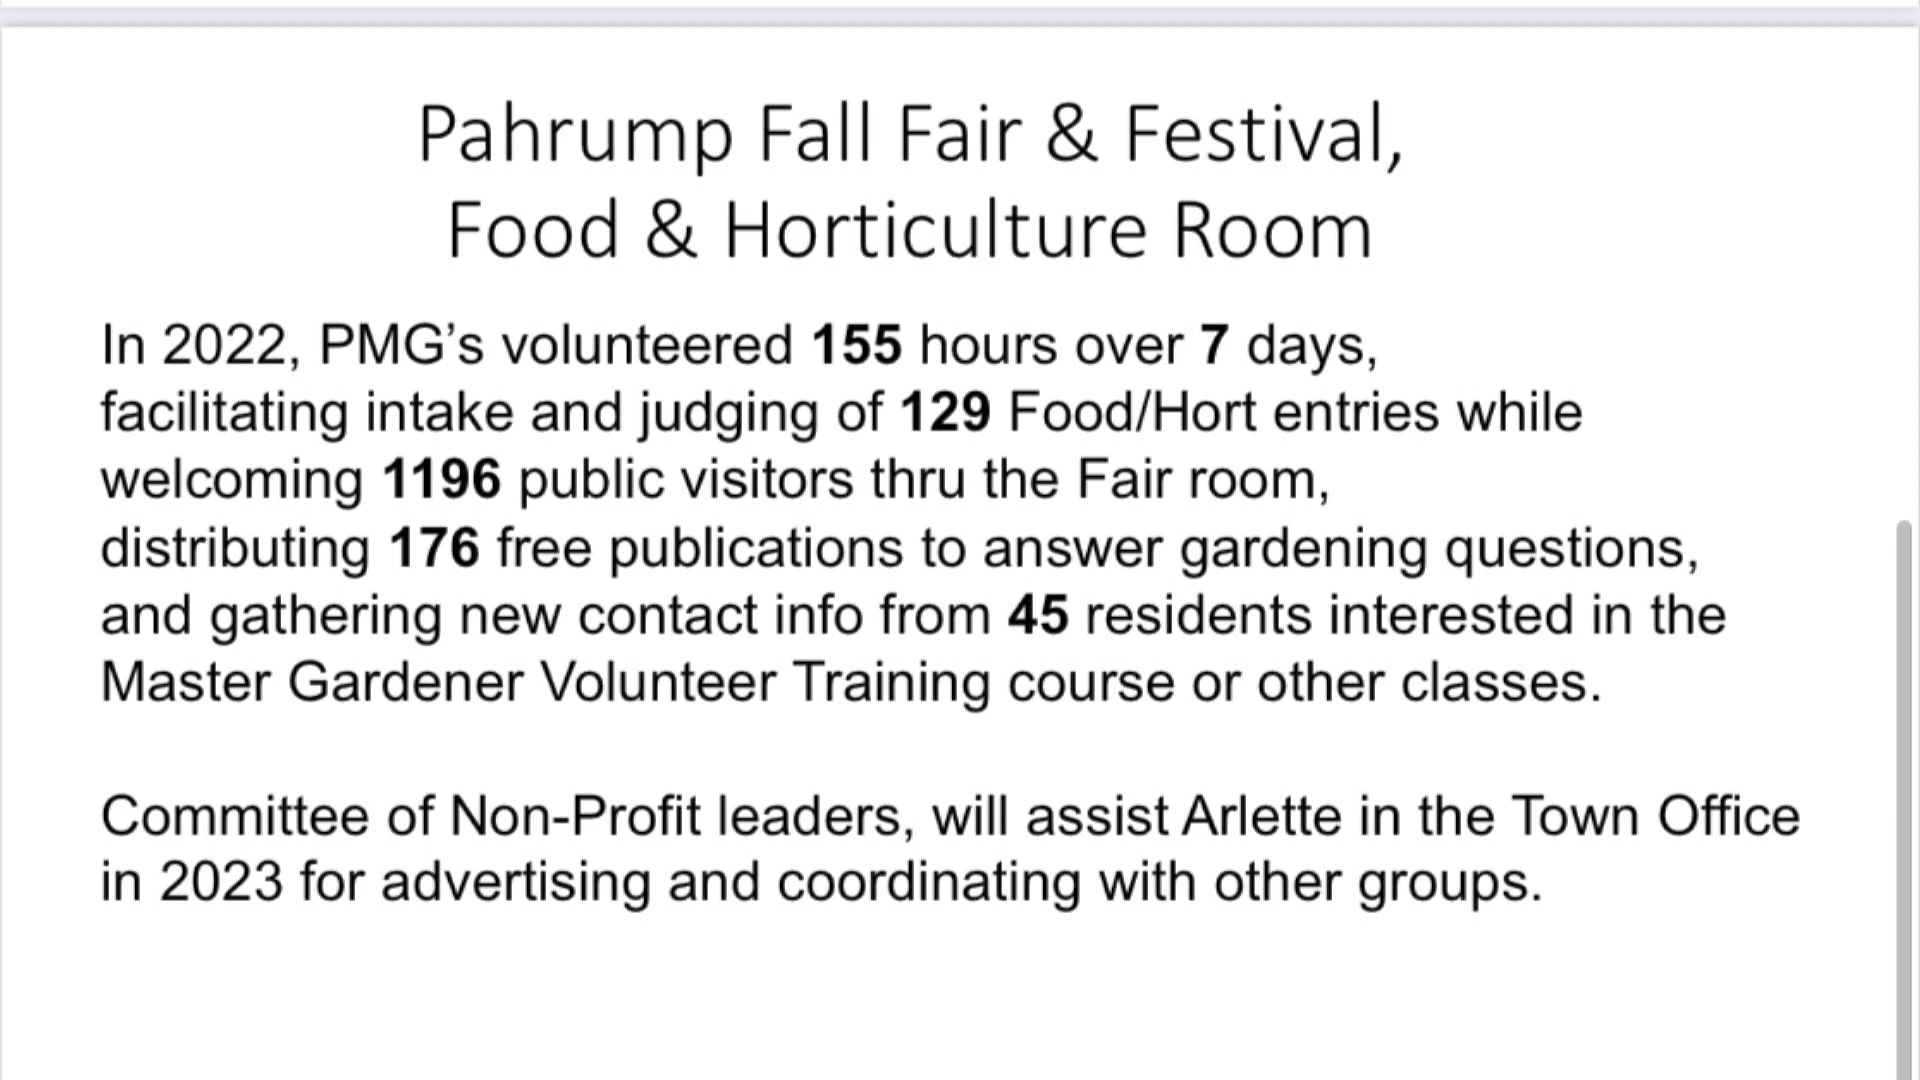 Pahrump Fall Fair & Festival,
Food & Horticulture Room
In 2022, PMG’s volunteered 155 hours over 7 days,
facilitating intake and judging of 129 Food/Hort entries while
welcoming 1196 public visitors thru the Fair room,
distributing 176 free publications to answer gardening questions,
and gathering new contact info from 45 residents interested in the
Master Gardener Volunteer Training course or other classes.
Committee of Non-Profit leaders, will assist Arlette in the Town Office
in 2023 for advertising and coordinating with other groups.